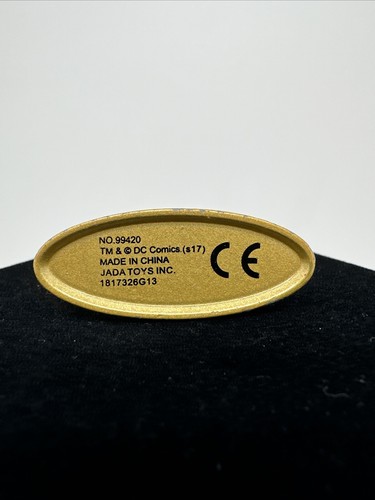 NO.99420
TM & © DC Comics.(s17)
MADE IN CHINA
JADA TOYS INC.
1817326G13
CE